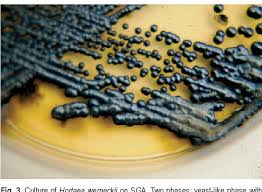 Fig. 3 Culture of Hortaea werneckii on SGA. Two phases: yeast-like phase with